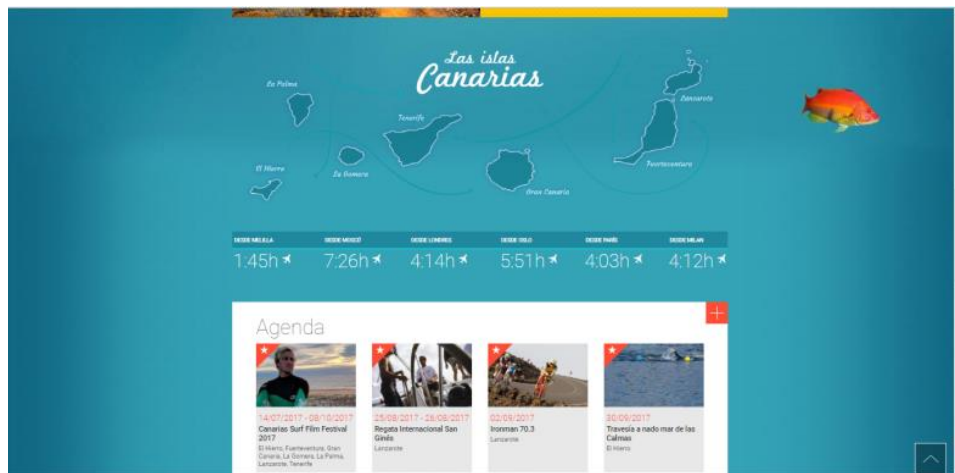 Las islas
Canarias
La Palma
Tenerife
Lanzarote
El Hierro
La Gomera
Fuerteventura
Gran Canaria
DESDE MELILLA DESDE MOSCÚ DESDE LONDRES DESDE OSLO DESDE PARÍS DESDE MILAN
1:45h 7:26h 4:14h 5:51h 4:03h 4:12h
Agenda
14/07/2017 - 08/10/2017
Canarias Surf Film Festival
2017
El Hierro, Fuerteventura, Gran
Canaria, La Gomera, La Palma,
Lanzarote, Tenerife
25/08/2017 - 26/08/2017
Regata Internacional San
Ginés
Lanzarote
02/09/2017
Ironman 70.3
Lanzarote
30/09/2017
Travesía a nado mar de las
Calmas
El Hierro